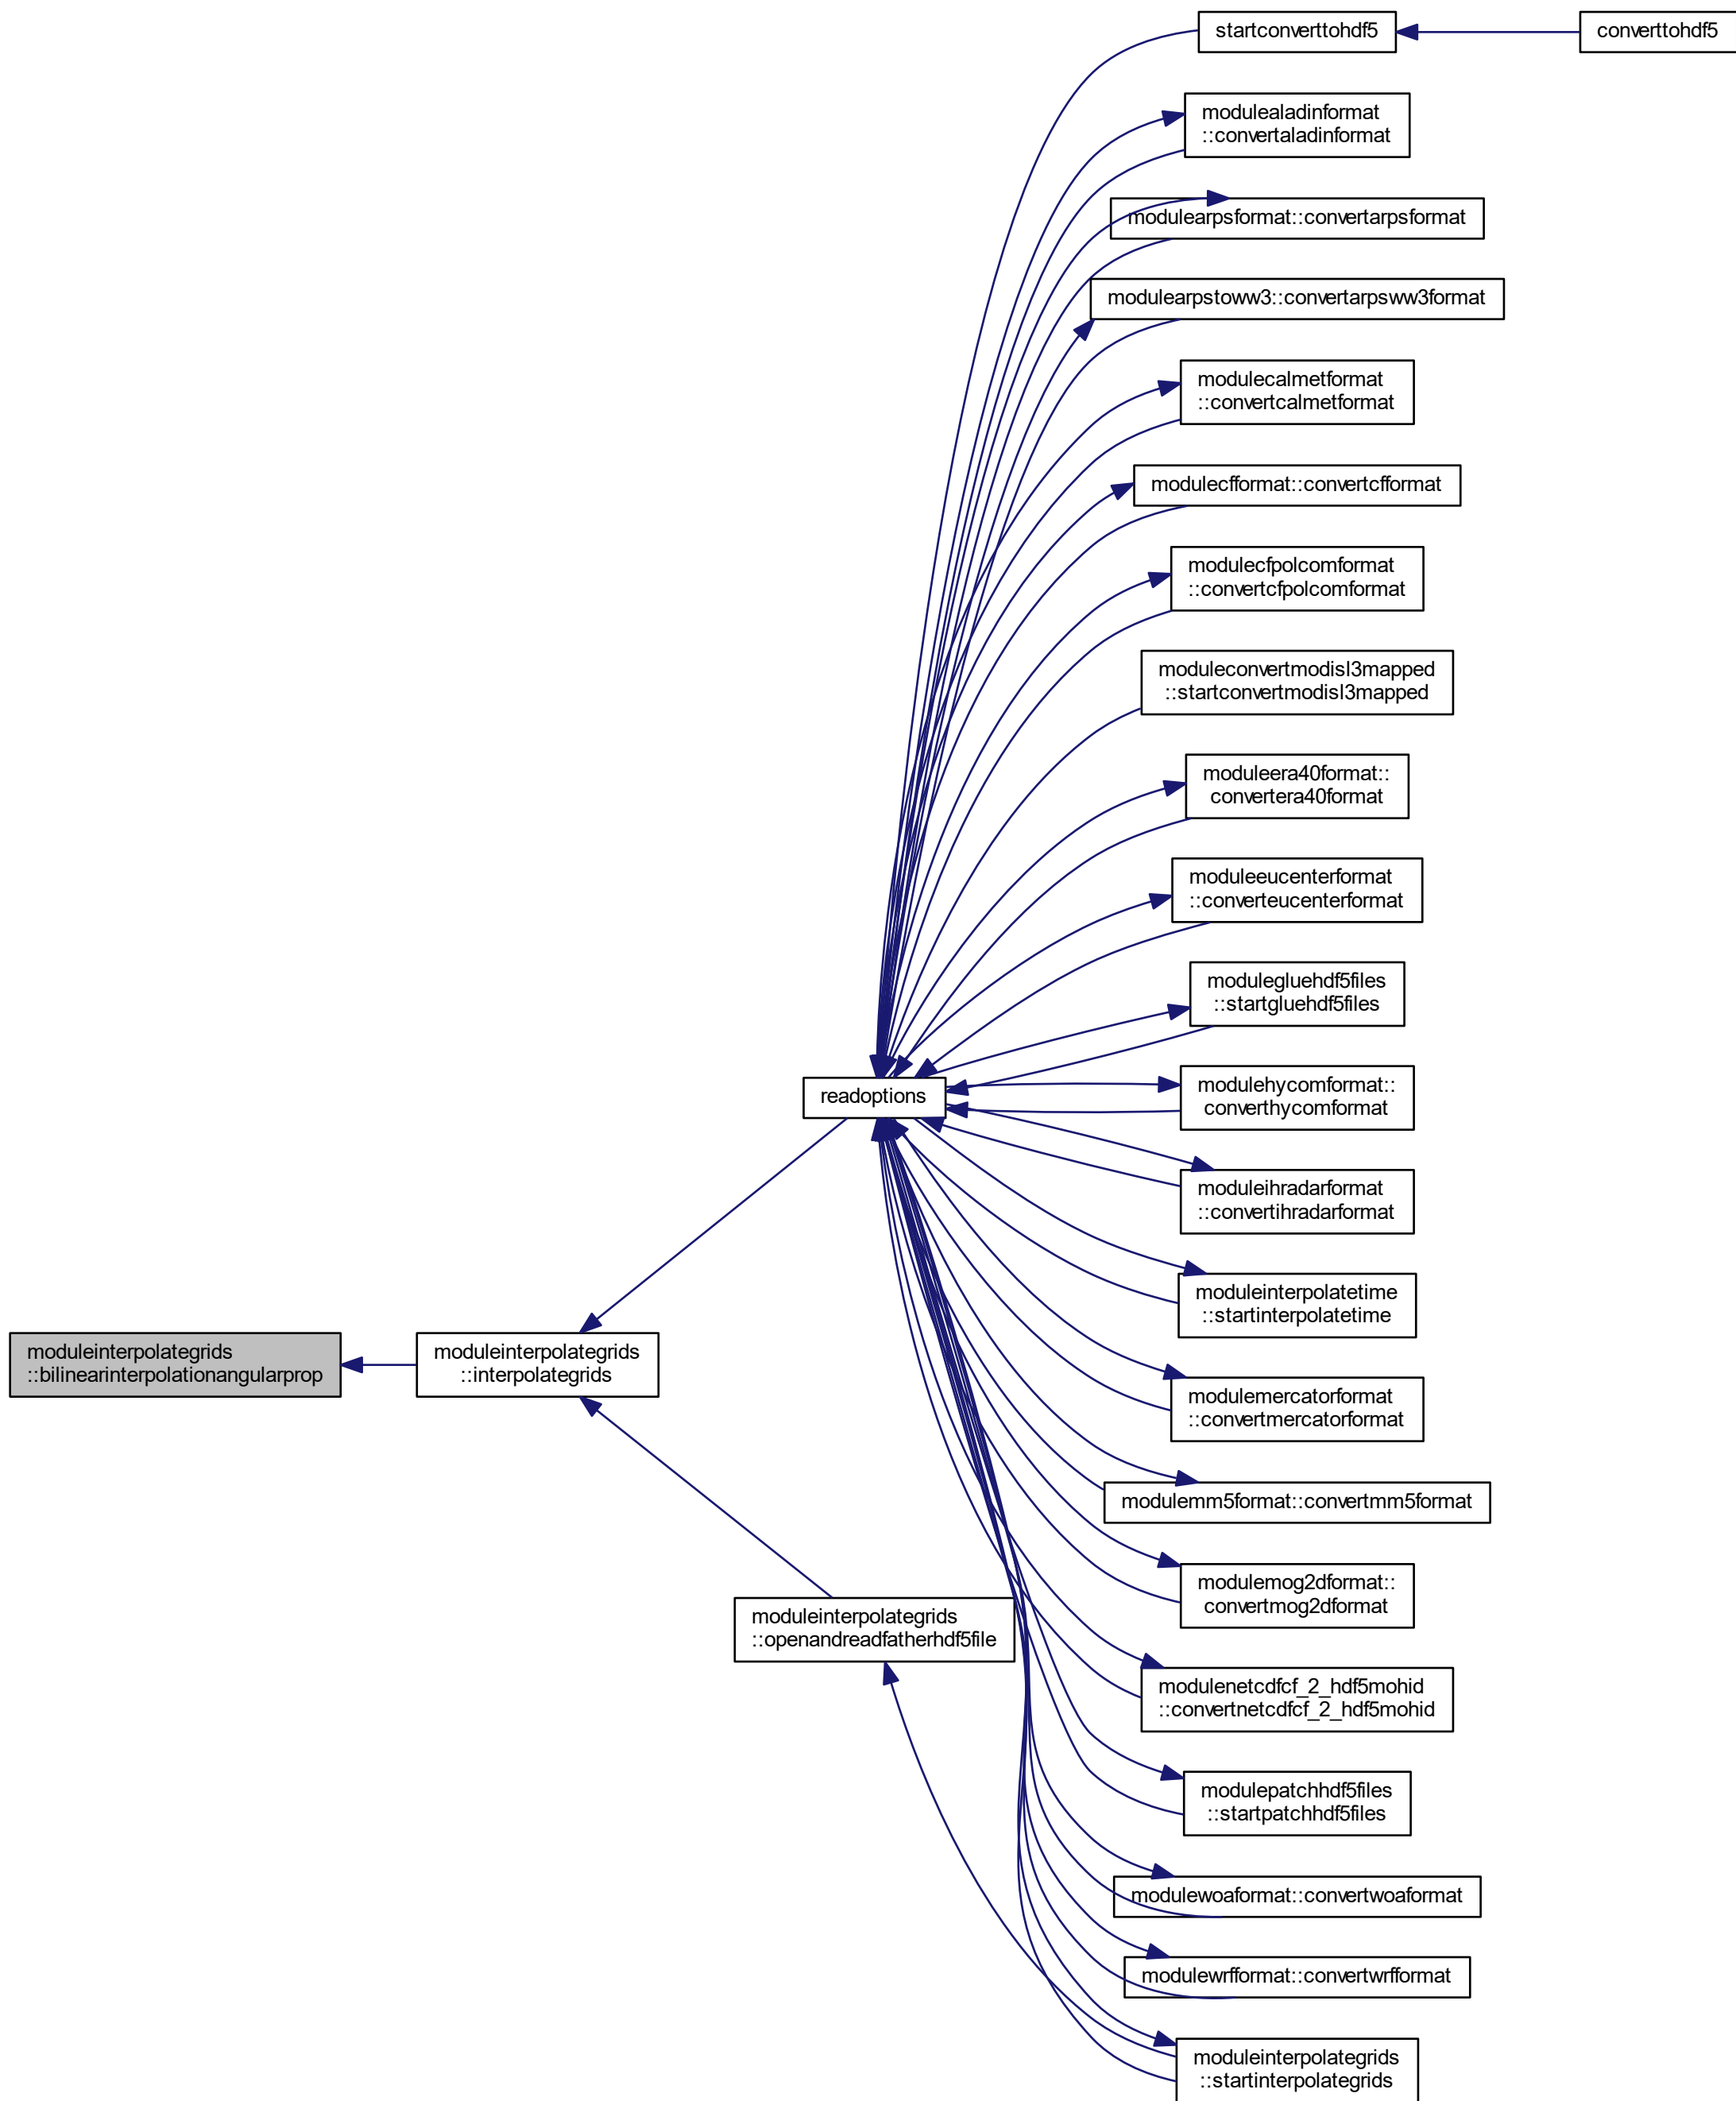 startconverttohdf5
converttohdf5
modulealadinformat
::convertaladinformat
modulearpsformat::convertarpsformat
modulearpstoww3::convertarpsww3format
modulecalmetformat
::convertcalmetformat
modulecfformat::convertcfformat
modulecfpolcomformat
::convertcfpolcomformat
moduleconvertmodisl3mapped
::startconvertmodisl3mapped
moduleera40format::
convertera40format
moduleeucenterformat
::converteucenterformat
modulegluehdf5files
::startgluehdf5files
readoptions
modulehycomformat::
converthycomformat
moduleihradarformat
::convertihradarformat
moduleinterpolatetime
::startinterpolatetime
moduleinterpolategrids
::bilinearinterpolationangularprop
moduleinterpolategrids
::interpolategrids
modulemercatorformat
::convertmercatorformat
modulemm5format::convertmm5format
modulemog2dformat::
convertmog2dformat
moduleinterpolategrids
::openandreadfatherhdf5file
modulenetcdfcf_2_hdf5mohid
::convertnetcdfcf_2_hdf5mohid
modulepatchhdf5files
::startpatchhdf5files
modulewoaformat::convertwoaformat
modulewrfformat::convertwrfformat
moduleinterpolategrids
::startinterpolategrids